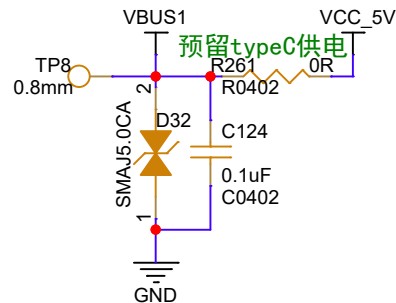 VBUS1
VCC_5V
预留typeC供电
TP8
0.8mm
R261
0R
R0402
2
D32
SMAJ5.0CA
C124
0.1uF
C0402
1
GND